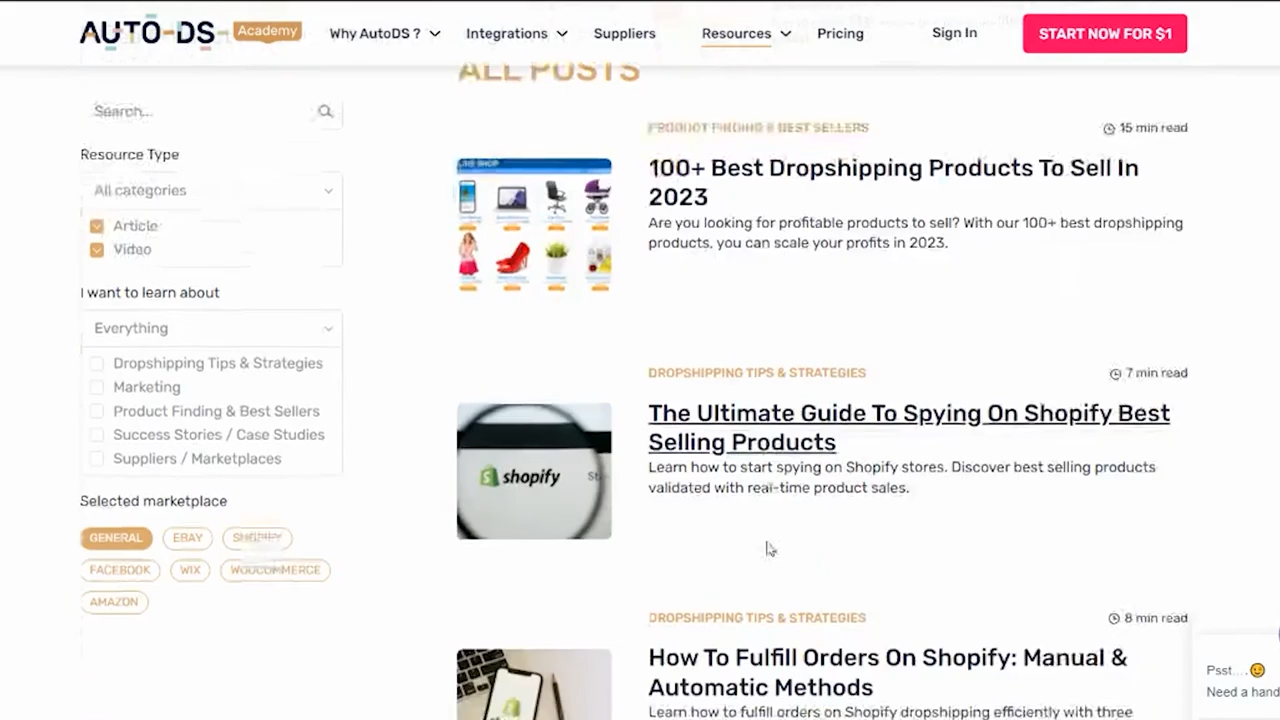 AUTO-DS Academy Why AutoDS ? Integrations Suppliers Resources Pricing Sign In START NOW FOR $1
ALL POSTS
Search...
Resource Type
All categories
Article
Video
I want to learn about
Everything
Dropshipping Tips & Strategies
Marketing
Product Finding & Best Sellers
Success Stories / Case Studies
Suppliers / Marketplaces
Selected marketplace
GENERAL EBAY SHOPIFY
FACEBOOK WIX WOOCOMMERCE
AMAZON
PRODUCT FINDING & BEST SELLERS 15 min read
100+ Best Dropshipping Products To Sell In
2023
Are you looking for profitable products to sell? With our 100+ best dropshipping
products, you can scale your profits in 2023.
DROPSHIPPING TIPS & STRATEGIES 7 min read
The Ultimate Guide To Spying On Shopify Best
Selling Products
Learn how to start spying on Shopify stores. Discover best selling products
validated with real-time product sales.
shopify
DROPSHIPPING TIPS & STRATEGIES 8 min read
How To Fulfill Orders On Shopify: Manual &
Automatic Methods
Learn how to fulfill orders on Shopify dropshipping efficiently with three
Psst....
Need a hand